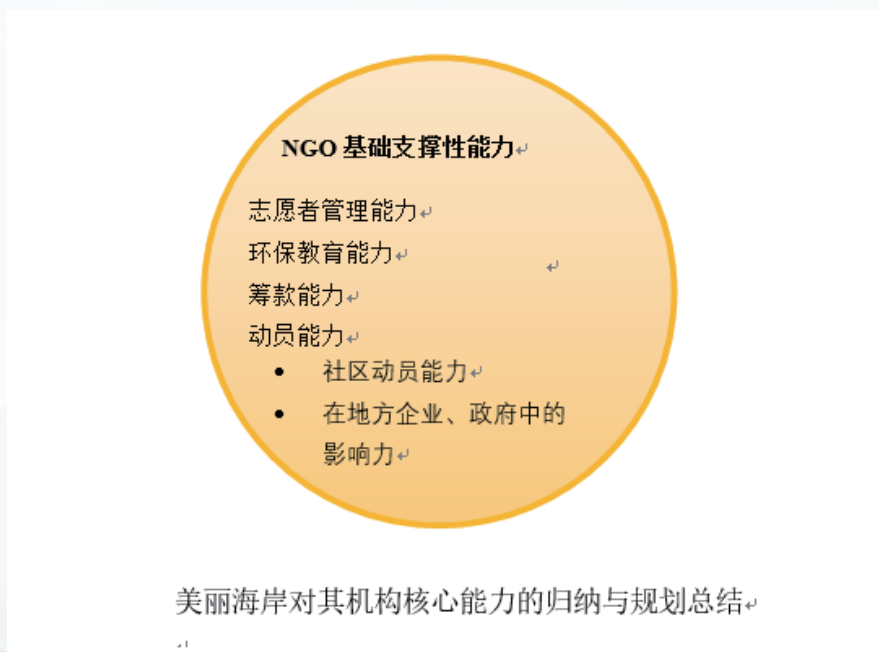 NGO 基础支撑性能力
志愿者管理能力
环保教育能力
筹款能力
动员能力
• 社区动员能力
• 在地方企业、政府中的
影响力
美丽海岸对其机构核心能力的归纳与规划总结